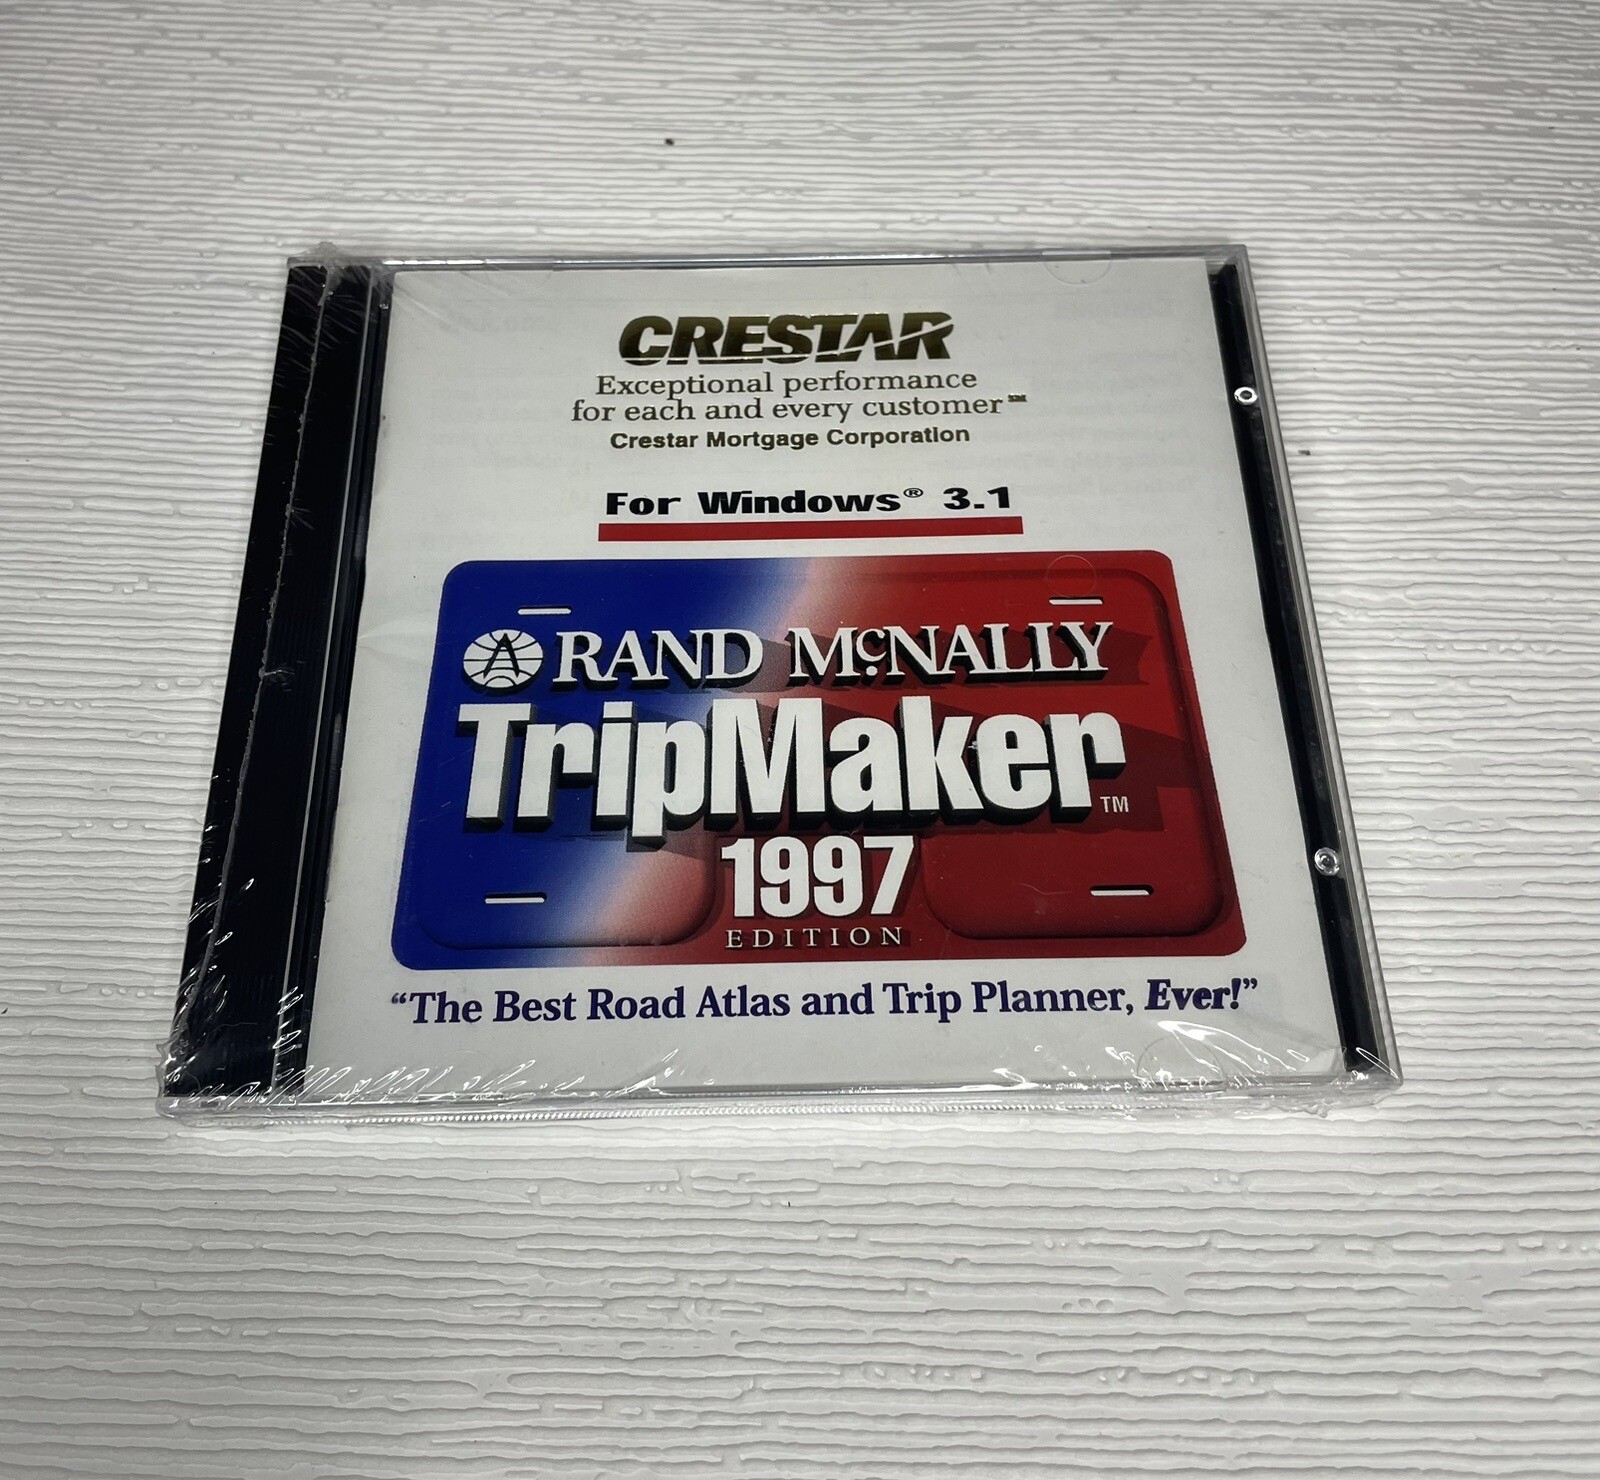 CRESTAR
Exceptional performance
for each and every customer℠
Crestar Mortgage Corporation
For Windows® 3.1
RAND MCNALLY
TripMaker™
1997
EDITION
“The Best Road Atlas and Trip Planner, Ever!”